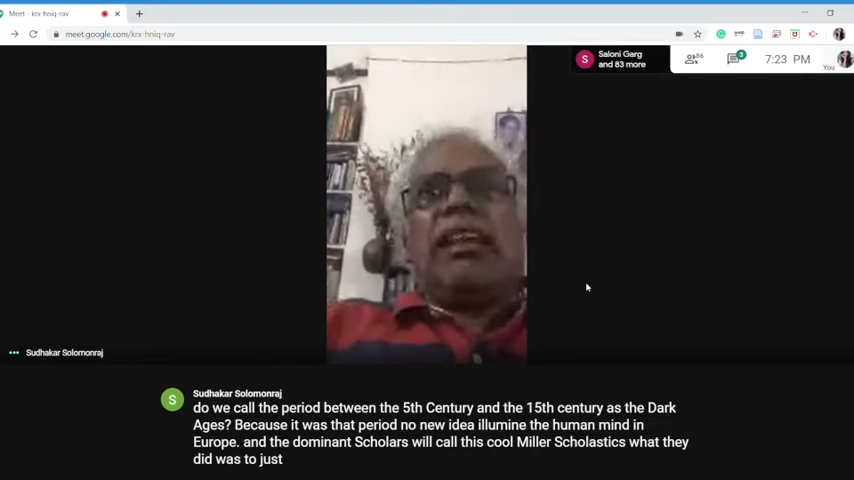 Meet - krx-hniq-rav
meet.google.com/krx-hniq-rav
S
Saloni Garg
and 83 more
86
3
7:23 PM
You
Sudhakar Solomonraj
S
Sudhakar Solomonraj
do we call the period between the 5th Century and the 15th century as the Dark
Ages? Because it was that period no new idea illumine the human mind in
Europe. and the dominant Scholars will call this cool Miller Scholastics what they
did was to just